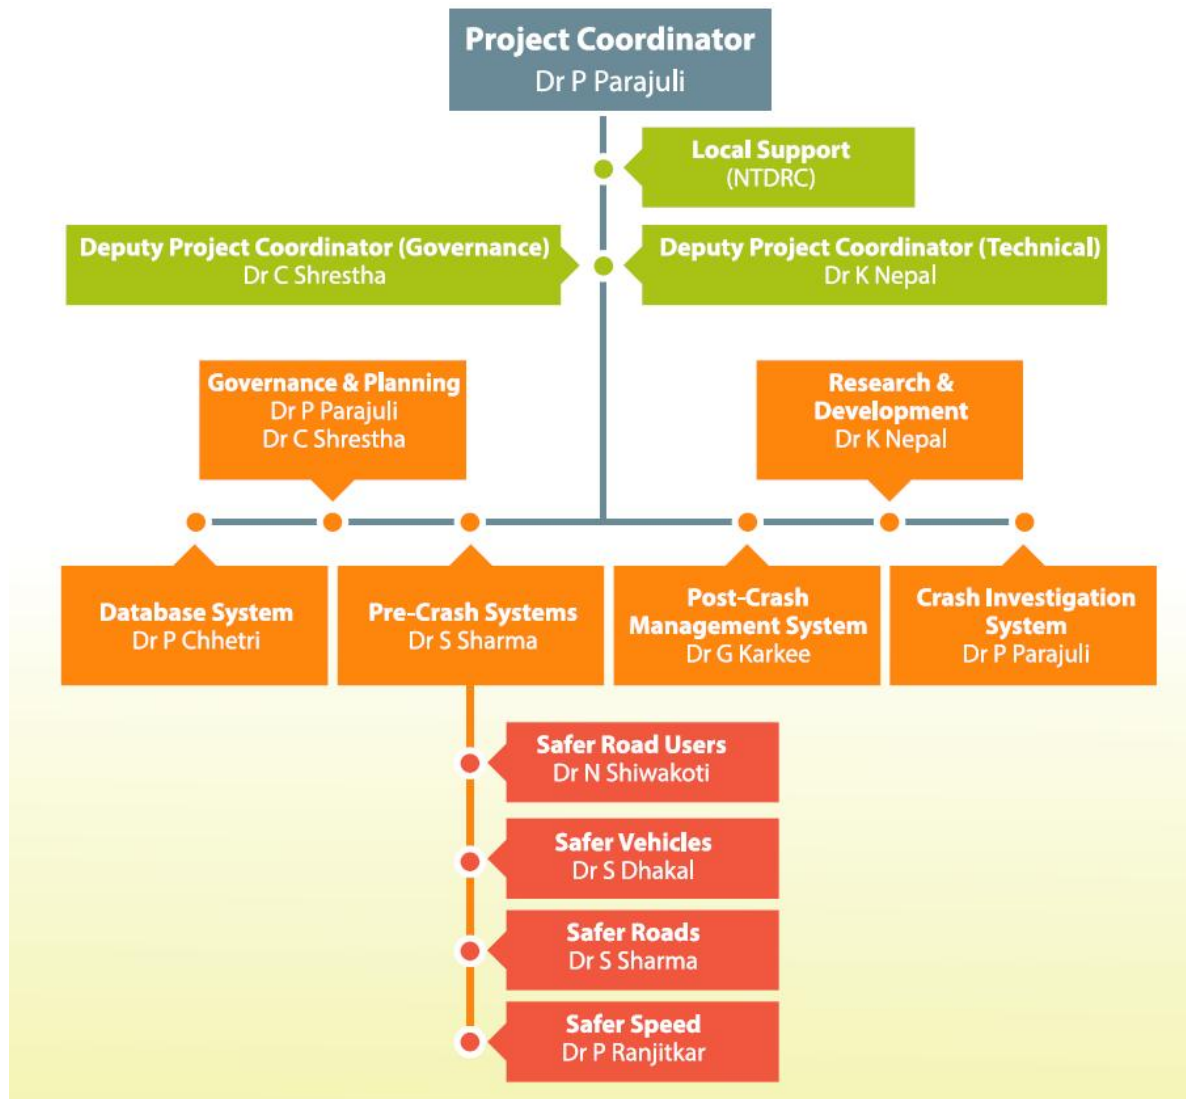 Project Coordinator
Dr P Parajuli
Local Support
(NTDRC)
Deputy Project Coordinator (Governance)
Dr C Shrestha
Deputy Project Coordinator (Technical)
Dr K Nepal
Governance & Planning
Dr P Parajuli
Dr C Shrestha
Research &
Development
Dr K Nepal
Database System
Dr P Chhetri
Pre-Crash Systems
Dr S Sharma
Post-Crash
Management System
Dr G Karkee
Crash Investigation
System
Dr P Parajuli
Safer Road Users
Dr N Shiwakoti
Safer Vehicles
Dr S Dhakal
Safer Roads
Dr S Sharma
Safer Speed
Dr P Ranjitkar